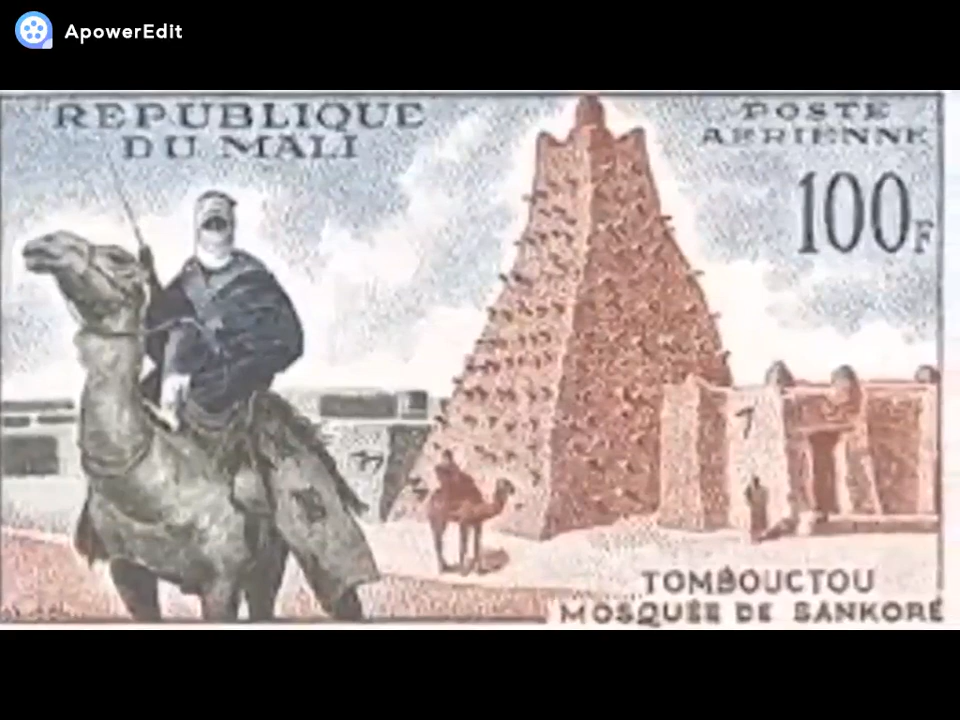 ApowerEdit
REPUBLIQUE
DU MALI
POSTE
AERIENNE
100F
TOMBOUCTOU
MOSQUÉE DE SANKORÉ